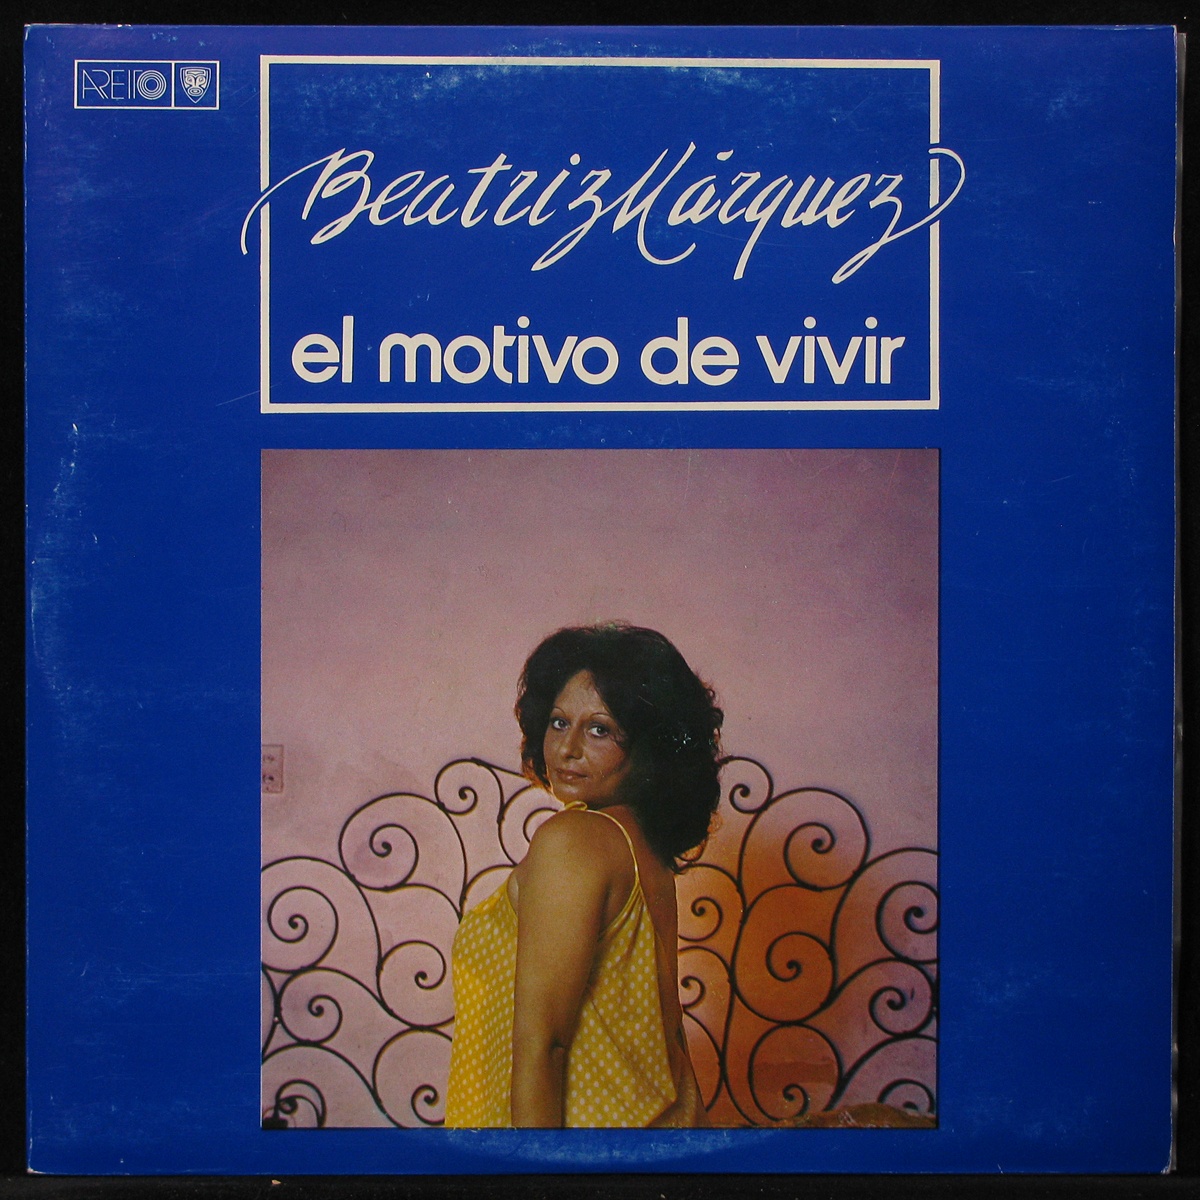 AREITO
Beatriz Márquez
el motivo de vivir